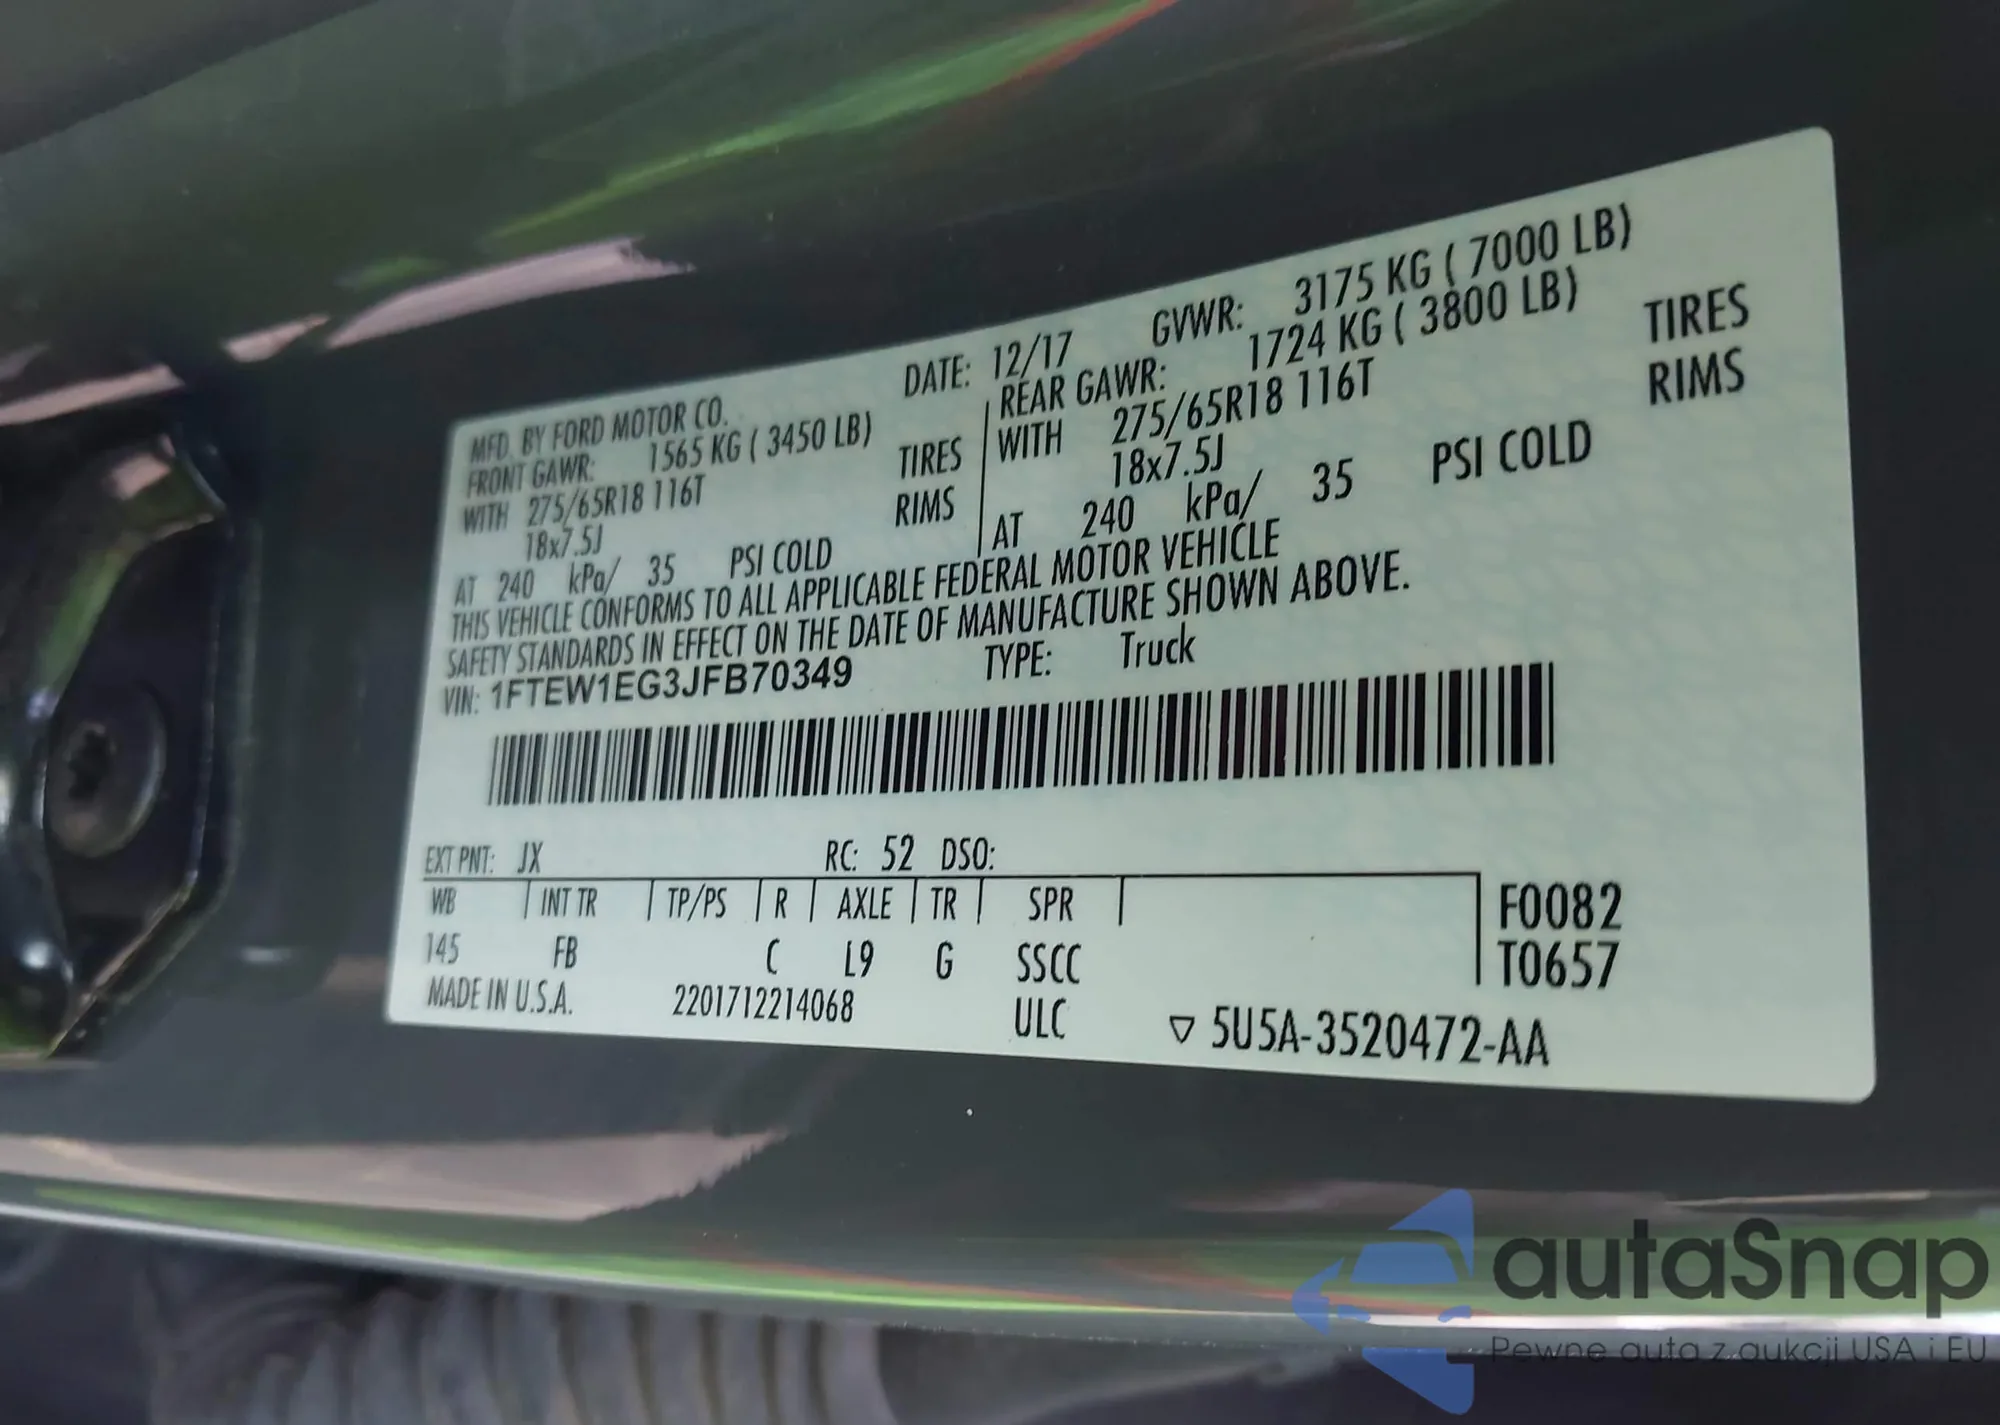 MFD. BY FORD MOTOR CO. DATE: 12/17 GVWR: 3175 KG ( 7000 LB)
FRONT GAWR: 1565 KG ( 3450 LB) REAR GAWR: 1724 KG ( 3800 LB)
WITH 275/65R18 116T TIRES WITH 275/65R18 116T TIRES
18x7.5J RIMS 18x7.5J RIMS
AT 240 kPa/ 35 PSI COLD AT 240 kPa/ 35 PSI COLD
THIS VEHICLE CONFORMS TO ALL APPLICABLE FEDERAL MOTOR VEHICLE
SAFETY STANDARDS IN EFFECT ON THE DATE OF MANUFACTURE SHOWN ABOVE.
VIN: 1FTEW1EG3JFB70349 TYPE: Truck
EXT PNT: JX RC: 52 DSO:
WB INT TR TP/PS R AXLE TR SPR F0082
145 FB C L9 G SSCC T0657
MADE IN U.S.A. 2201712214068 ULC ▽ 5U5A-3520472-AA
autaSnap
Pewne auta z aukcji USA i EU